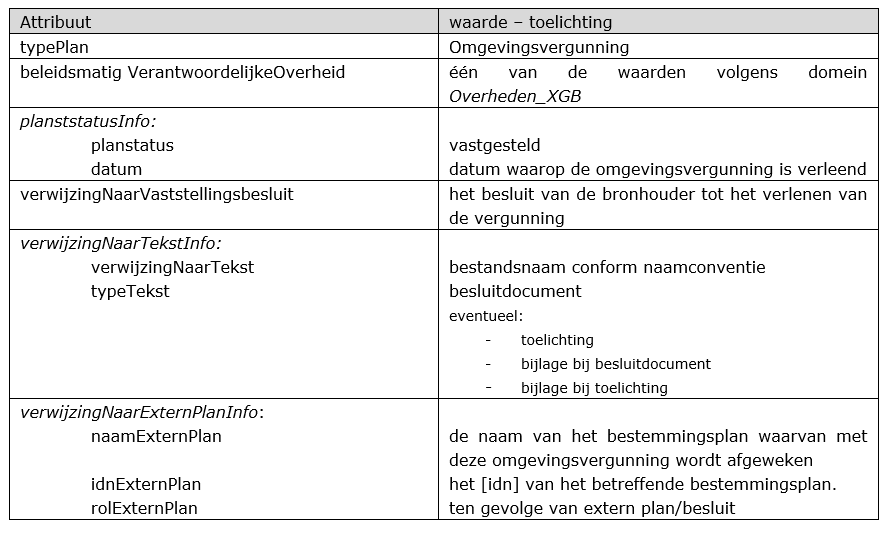 Attribuut waarde – toelichting
typePlan Omgevingsvergunning
beleidsmatig VerantwoordelijkeOverheid één van de waarden volgens domein
Overheden_XGB
planststatusInfo:
planstatus vastgesteld
datum datum waarop de omgevingsvergunning is verleend
verwijzingNaarVaststellingsbesluit het besluit van de bronhouder tot het verlenen van
de vergunning
verwijzingNaarTekstInfo:
verwijzingNaarTekst bestandsnaam conform naamconventie
typeTekst besluitdocument
eventueel:
- toelichting
- bijlage bij besluitdocument
- bijlage bij toelichting
verwijzingNaarExternPlanInfo:
naamExternPlan de naam van het bestemmingsplan waarvan met
deze omgevingsvergunning wordt afgeweken
idnExternPlan het [idn] van het betreffende bestemmingsplan.
rolExternPlan ten gevolge van extern plan/besluit